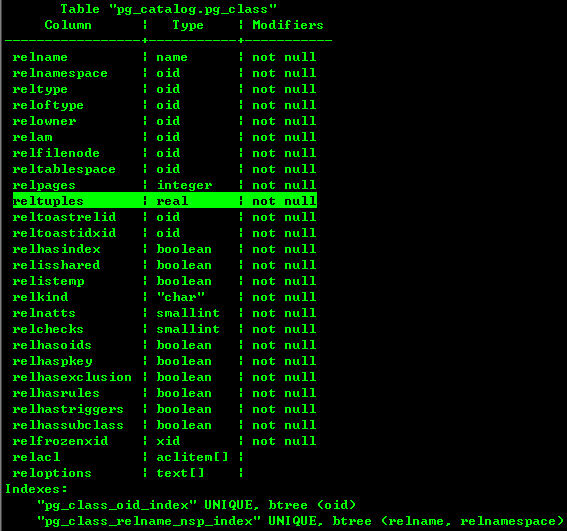 Table "pg_catalog.pg_class"
Column | Type | Modifiers
-----------------+-----------+-----------
relname | name | not null
relnamespace | oid | not null
reltype | oid | not null
reloftype | oid | not null
relowner | oid | not null
relam | oid | not null
relfilenode | oid | not null
reltablespace | oid | not null
relpages | integer | not null
reltuples | real | not null
reltoastrelid | oid | not null
reltoastidxid | oid | not null
relhasindex | boolean | not null
relisshared | boolean | not null
relistemp | boolean | not null
relkind | "char" | not null
relnatts | smallint | not null
relchecks | smallint | not null
relhasoids | boolean | not null
relhaspkey | boolean | not null
relhasexclusion | boolean | not null
relhasrules | boolean | not null
relhastriggers | boolean | not null
relhassubclass | boolean | not null
relfrozenxid | xid | not null
relacl | aclitem[] |
reloptions | text[] |
Indexes:
"pg_class_oid_index" UNIQUE, btree (oid)
"pg_class_relname_nsp_index" UNIQUE, btree (relname, relnamespace)